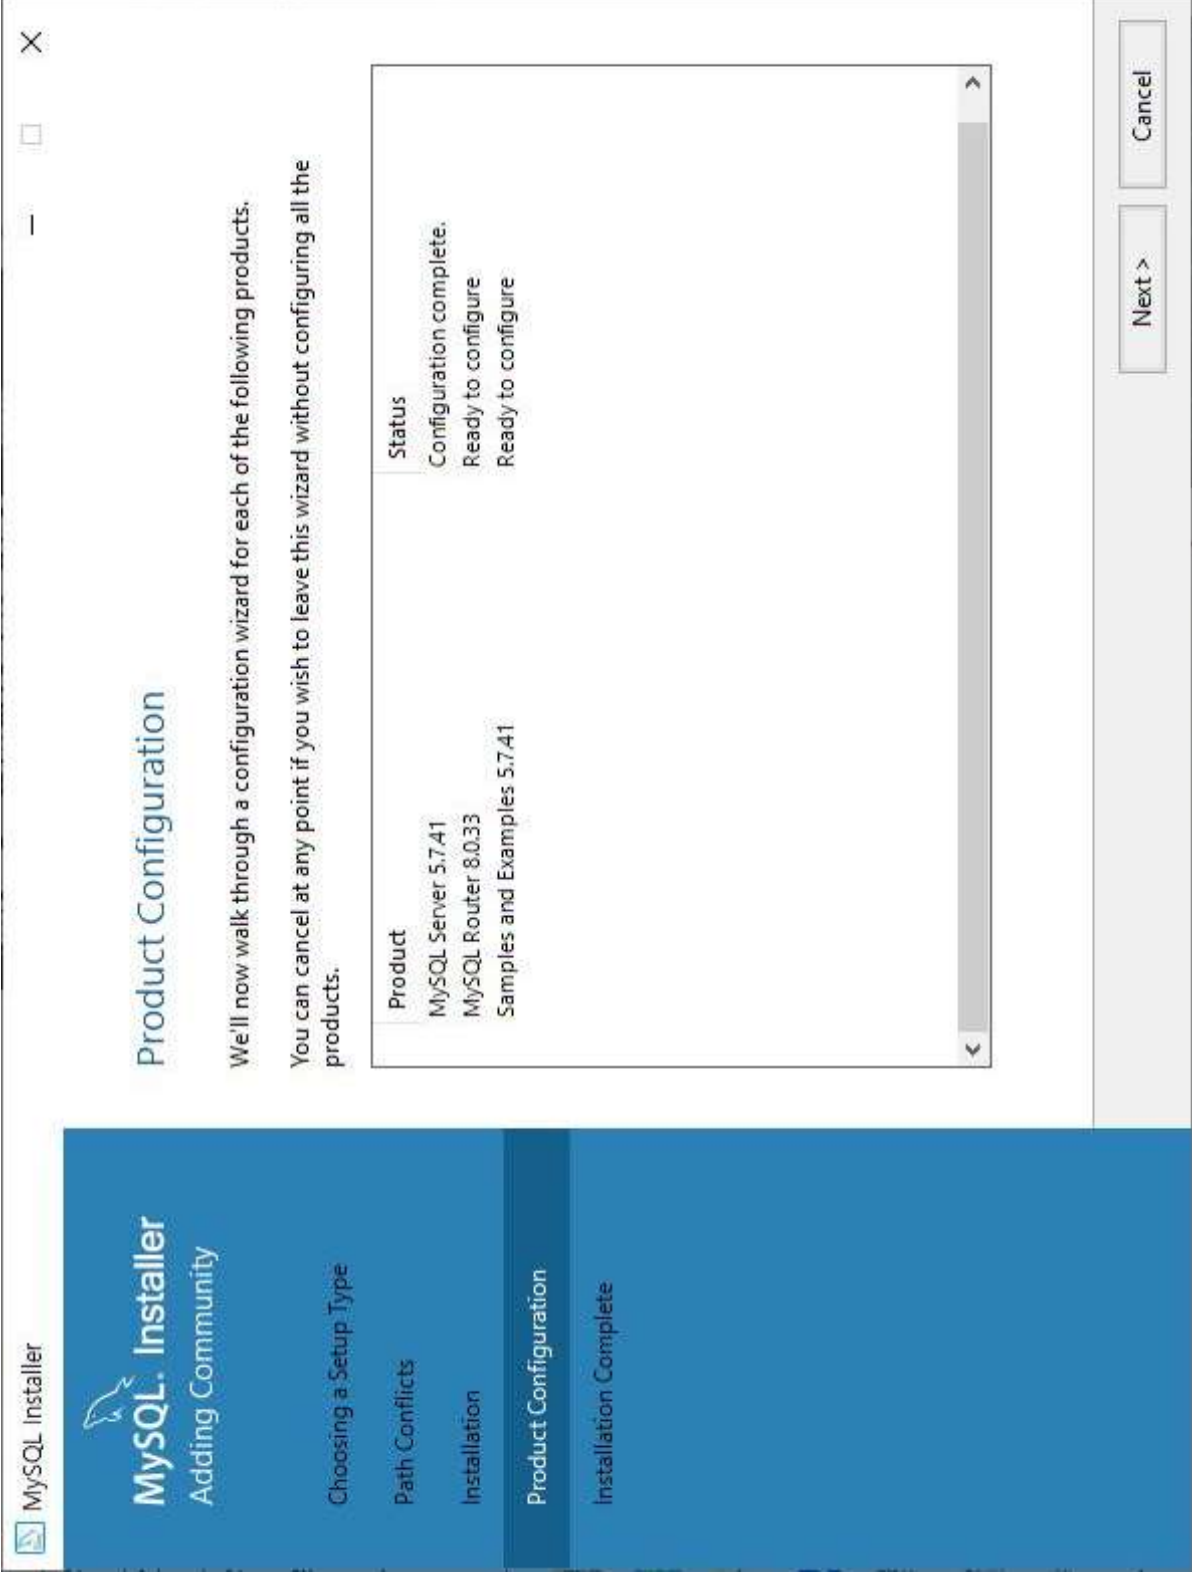 MySQL Installer
MySQL. Installer
Adding Community
Choosing a Setup Type
Path Conflicts
Installation
Product Configuration
Installation Complete
Product Configuration
We'll now walk through a configuration wizard for each of the following products.
You can cancel at any point if you wish to leave this wizard without configuring all the
products.
Product Status
MySQL Server 5.7.41 Configuration complete.
MySQL Router 8.0.33 Ready to configure
Samples and Examples 5.7.41 Ready to configure
Next > Cancel